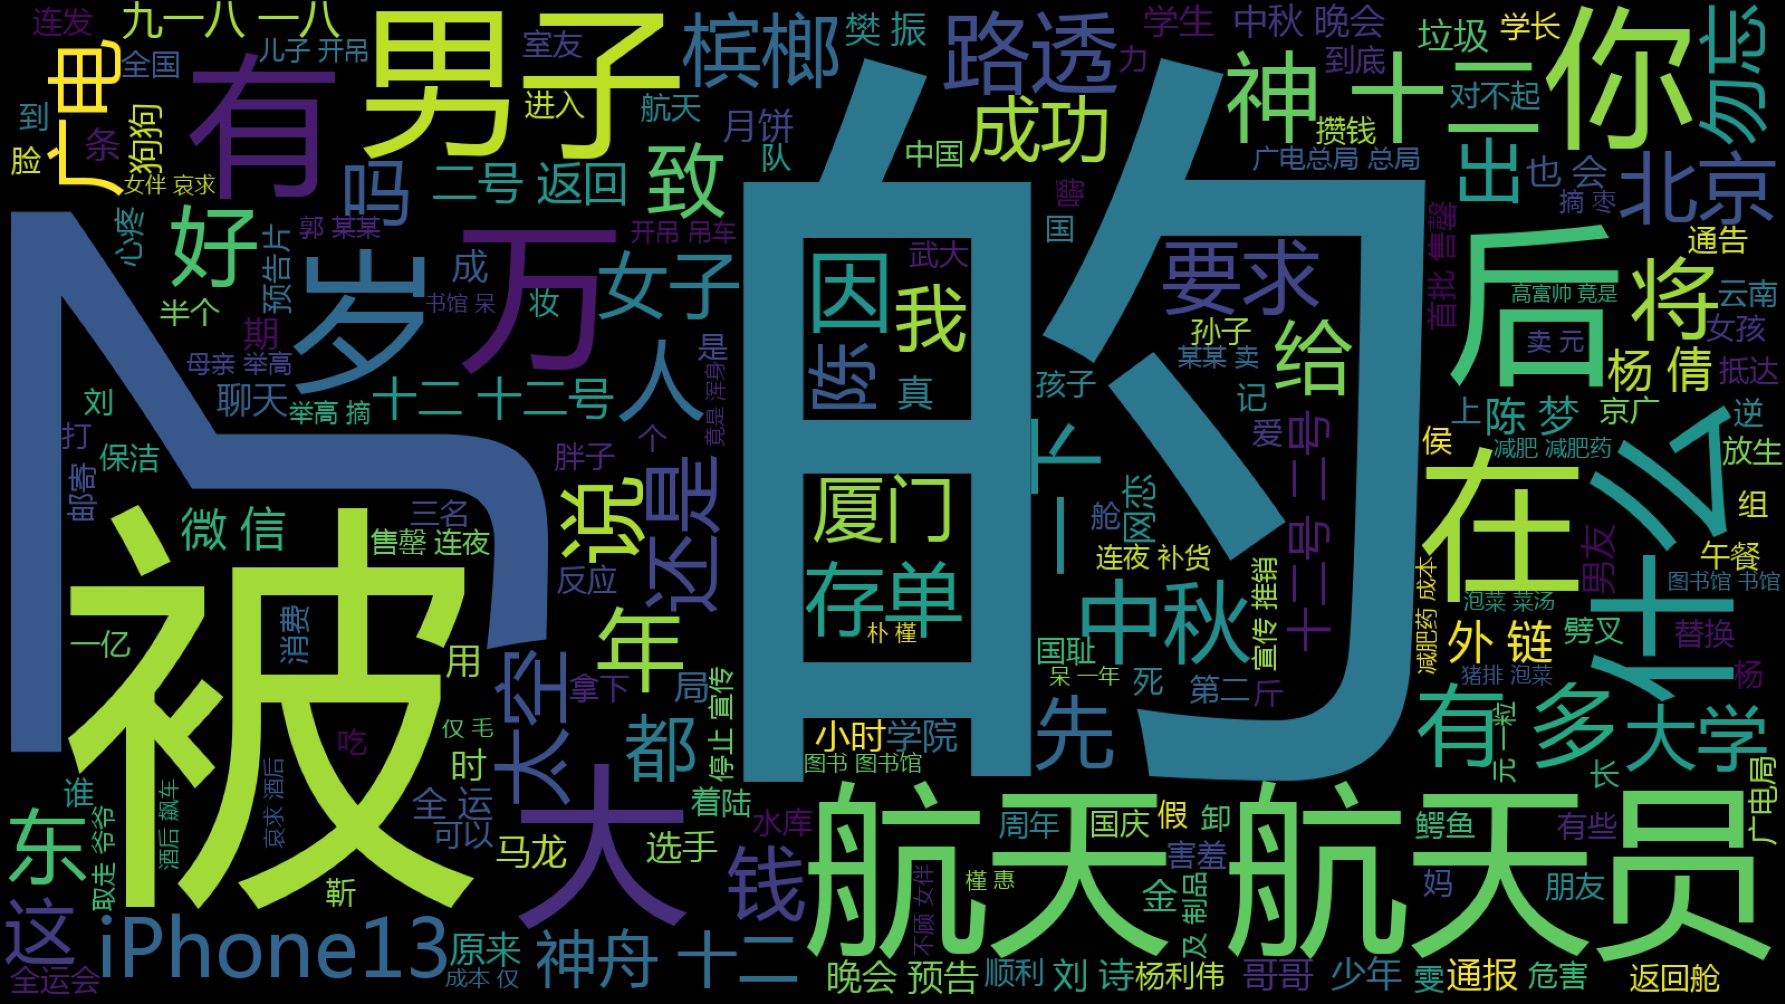 连发
九一八 一八
广电
全国
儿子 开吊
有
男子
室友
进入
航天
槟榔
樊 振
路透
力
学生
中秋 晚会
到底
垃圾
学长
你
勿忘
到
脸
条
狗狗
女伴 哀求
吗
二号 返回
致
月饼
队
中国
成功
神 十二
攒钱
广电总局 总局
对不起
出
也 会
摘 枣
北京
心疼
好
郭 某某
预告片
半个
期
母亲 举高
聊天
岁
举高 摘
成
书馆 呆
万
妆
开吊 吊车
女子
十二 十二号
人
是
竟是 浑身是
个
因
武大
我
陈
真
国
要求
孙子
某某 卖
给
孩子
记
爱
首批 售罄
后
高富帅 竟是
卖 元
将
通告
云南
女孩
杨 倩
抵达
刘
打
保洁
邮寄
三名
微 信
售罄 连夜
胖子
说
还是
反应
厦门
存单
朴 槿
的
下
一
舱
网恋
连夜 补货
十二号 二号
侯
上
陈 梦
京广
减肥 减肥药
逆
放生
在
什么
组
午餐
男友
图书馆 书馆
减肥药 成本
泡菜 菜汤
外 链
劈叉
替换
猪排 泡菜
杨
被
一亿
消费
用
太空
年
拿下
局
停止 宣传
都
中秋
国耻
呆 一年
死
第二
斤
宣传 推销
小时
学院
图书 图书馆
先
有
多
元 一粒
大学
长
广电局
谁
东
取走 爷爷
酒后 飙车
哀求 酒后
吃
仅 毛
时
全 运
可以
大
着陆
马龙
选手
水库
钱
航天
航天员
周年
国庆
假
卸
害羞
鳄鱼
有些
靳
这
全运会
iPhone13
原来
成本 仅
神舟 十二
不顾 女伴
槿 惠
金
及 制品
妈
朋友
晚会 预告
顺利
刘 诗
杨利伟
哥哥
少年
雯
通报
危害
返回舱